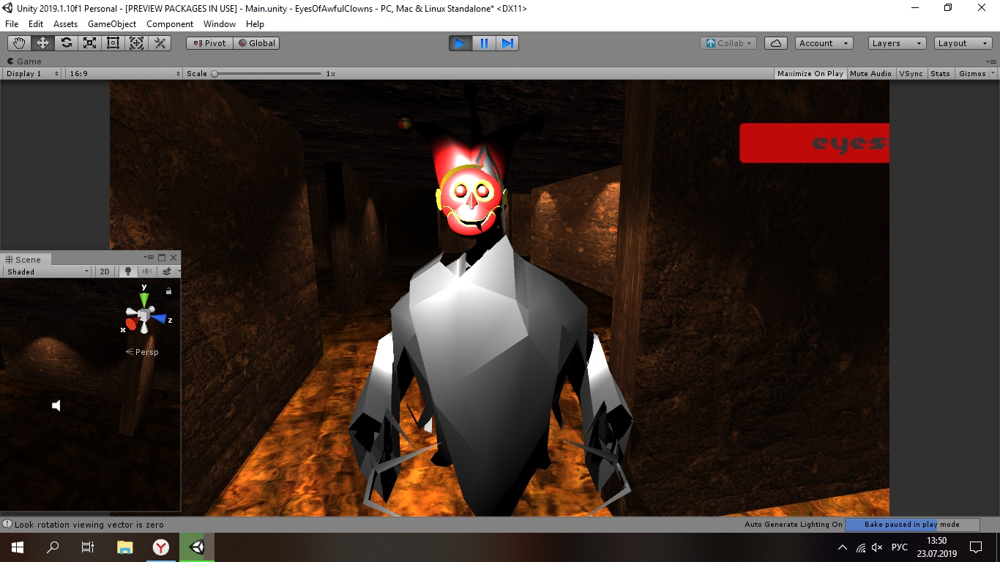 Unity 2019.1.10f1 Personal - [PREVIEW PACKAGES IN USE] - Main.unity - EyesOfAwfulClowns - PC, Mac & Linux Standalone* <DX11>
File Edit Assets GameObject Component Window Help
Pivot Global Collab Account Layers Layout
Game
Display 1 16:9 Scale 1x Maximize On Play Mute Audio VSync Stats Gizmos
eyes
Scene
Shaded 2D
y
z
x
Persp
Look rotation viewing vector is zero Auto Generate Lighting On Bake paused in play mode
РУС 13:50
23.07.2019